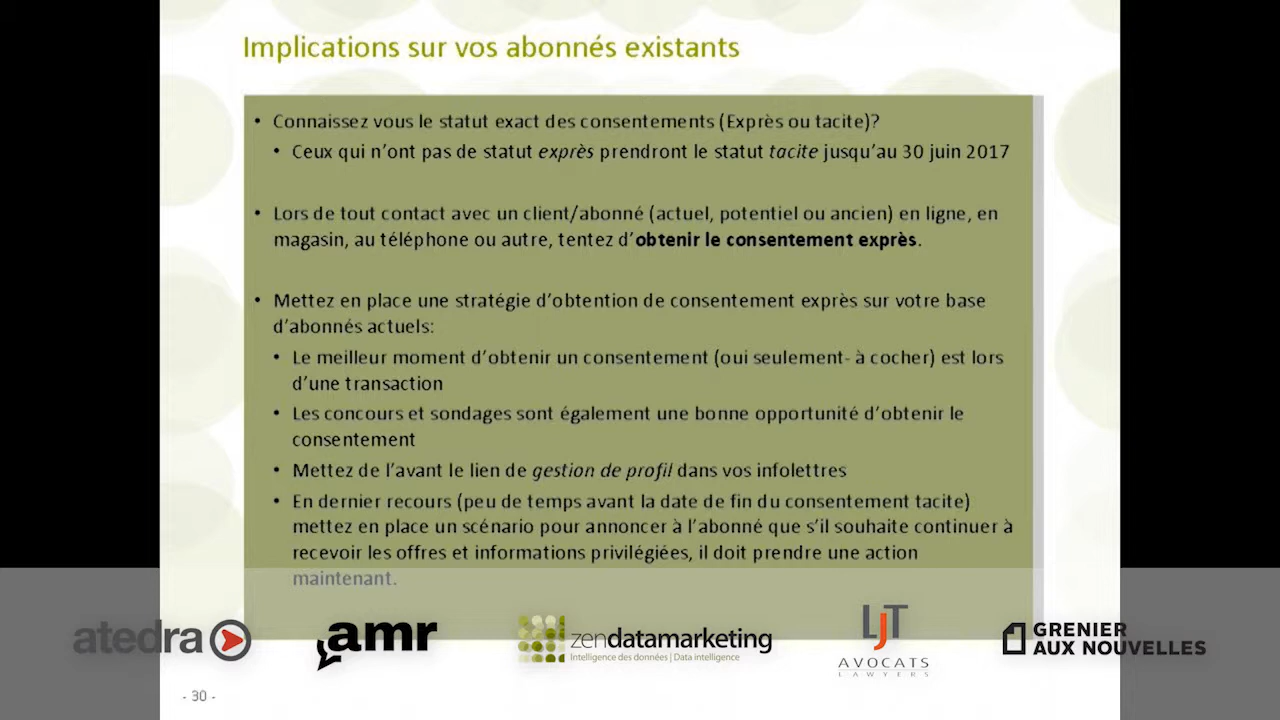 Implications sur vos abonnés existants
• Connaissez vous le statut exact des consentements (Exprès ou tacite)?
• Ceux qui n'ont pas de statut exprès prendront le statut tacite jusqu'au 30 juin 2017
• Lors de tout contact avec un client/abonné (actuel, potentiel ou ancien) en ligne, en
magasin, au téléphone ou autre, tentez d'obtenir le consentement exprès.
• Mettez en place une stratégie d'obtention de consentement exprès sur votre base
d'abonnés actuels:
• Le meilleur moment d'obtenir un consentement (oui seulement- à cocher) est lors
d'une transaction
• Les concours et sondages sont également une bonne opportunité d'obtenir le
consentement
• Mettez de l'avant le lien de gestion de profil dans vos infolettres
• En dernier recours (peu de temps avant la date de fin du consentement tacite)
mettez en place un scénario pour annoncer à l'abonné que s'il souhaite continuer à
recevoir les offres et informations privilégiées, il doit prendre une action
maintenant.
atedra
amr
zendatamarketing
Intelligence des données | Data intelligence
LJT
AVOCATS
LAWYERS
GRENIER
AUX NOUVELLES
- 30 -